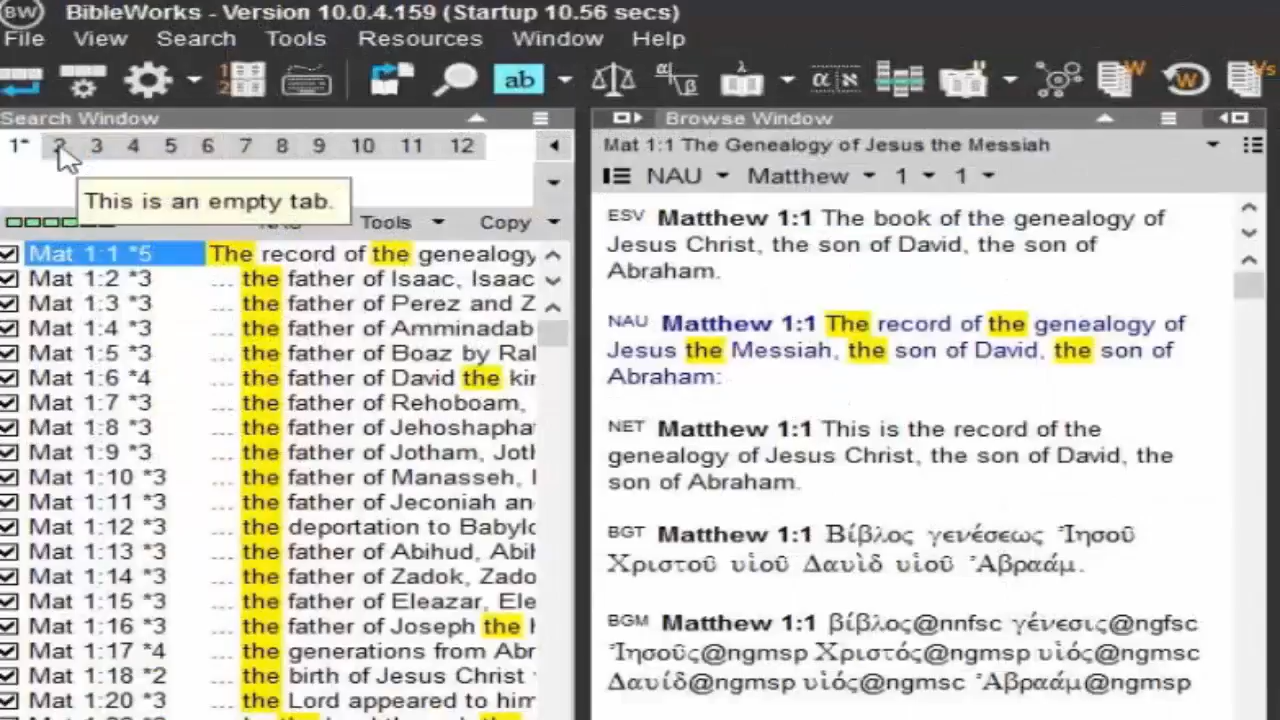 BW BibleWorks - Version 10.0.4.159 (Startup 10.56 secs)
File View Search Tools Resources Window Help
1 2 ab α β λ α א W W Vs
Search Window
1* 2 3 4 5 6 7 8 9 10 11 12
This is an empty tab.
Tools Copy
Mat 1:1 *5 The record of the genealogy
Mat 1:2 *3 ... the father of Isaac, Isaac
Mat 1:3 *3 ... the father of Perez and Z
Mat 1:4 *3 ... the father of Amminadab
Mat 1:5 *3 ... the father of Boaz by Ral
Mat 1:6 *4 ... the father of David the kin
Mat 1:7 *3 ... the father of Rehoboam,
Mat 1:8 *3 ... the father of Jehoshapha
Mat 1:9 *3 ... the father of Jotham, Jotl
Mat 1:10 *3 ... the father of Manasseh,
Mat 1:11 *3 ... the father of Jeconiah an
Mat 1:12 *3 ... the deportation to Babylo
Mat 1:13 *3 ... the father of Abihud, Abil
Mat 1:14 *3 ... the father of Zadok, Zado
Mat 1:15 *3 ... the father of Eleazar, Ele
Mat 1:16 *3 ... the father of Joseph the
Mat 1:17 *4 ... the generations from Abr
Mat 1:18 *2 ... the birth of Jesus Christ
Mat 1:20 *3 ... the Lord appeared to him
Browse Window
Mat 1:1 The Genealogy of Jesus the Messiah
NAU Matthew 1 1
ESV Matthew 1:1 The book of the genealogy of
Jesus Christ, the son of David, the son of
Abraham.
NAU Matthew 1:1 The record of the genealogy of
Jesus the Messiah, the son of David, the son of
Abraham:
NET Matthew 1:1 This is the record of the
genealogy of Jesus Christ, the son of David, the
son of Abraham.
BGT Matthew 1:1 Βίβλος γενέσεως Ἰησοῦ
Χριστοῦ υἱοῦ Δαυὶδ υἱοῦ Ἀβραάμ.
BGM Matthew 1:1 βίβλος@nnfsc γένεσις@ngfsc
Ἰησοῦς@ngmsp Χριστός@ngmsp υἱός@ngmsc
Δαυίδ@ngmsp υἱός@ngmsc Ἀβραάμ@ngmsp